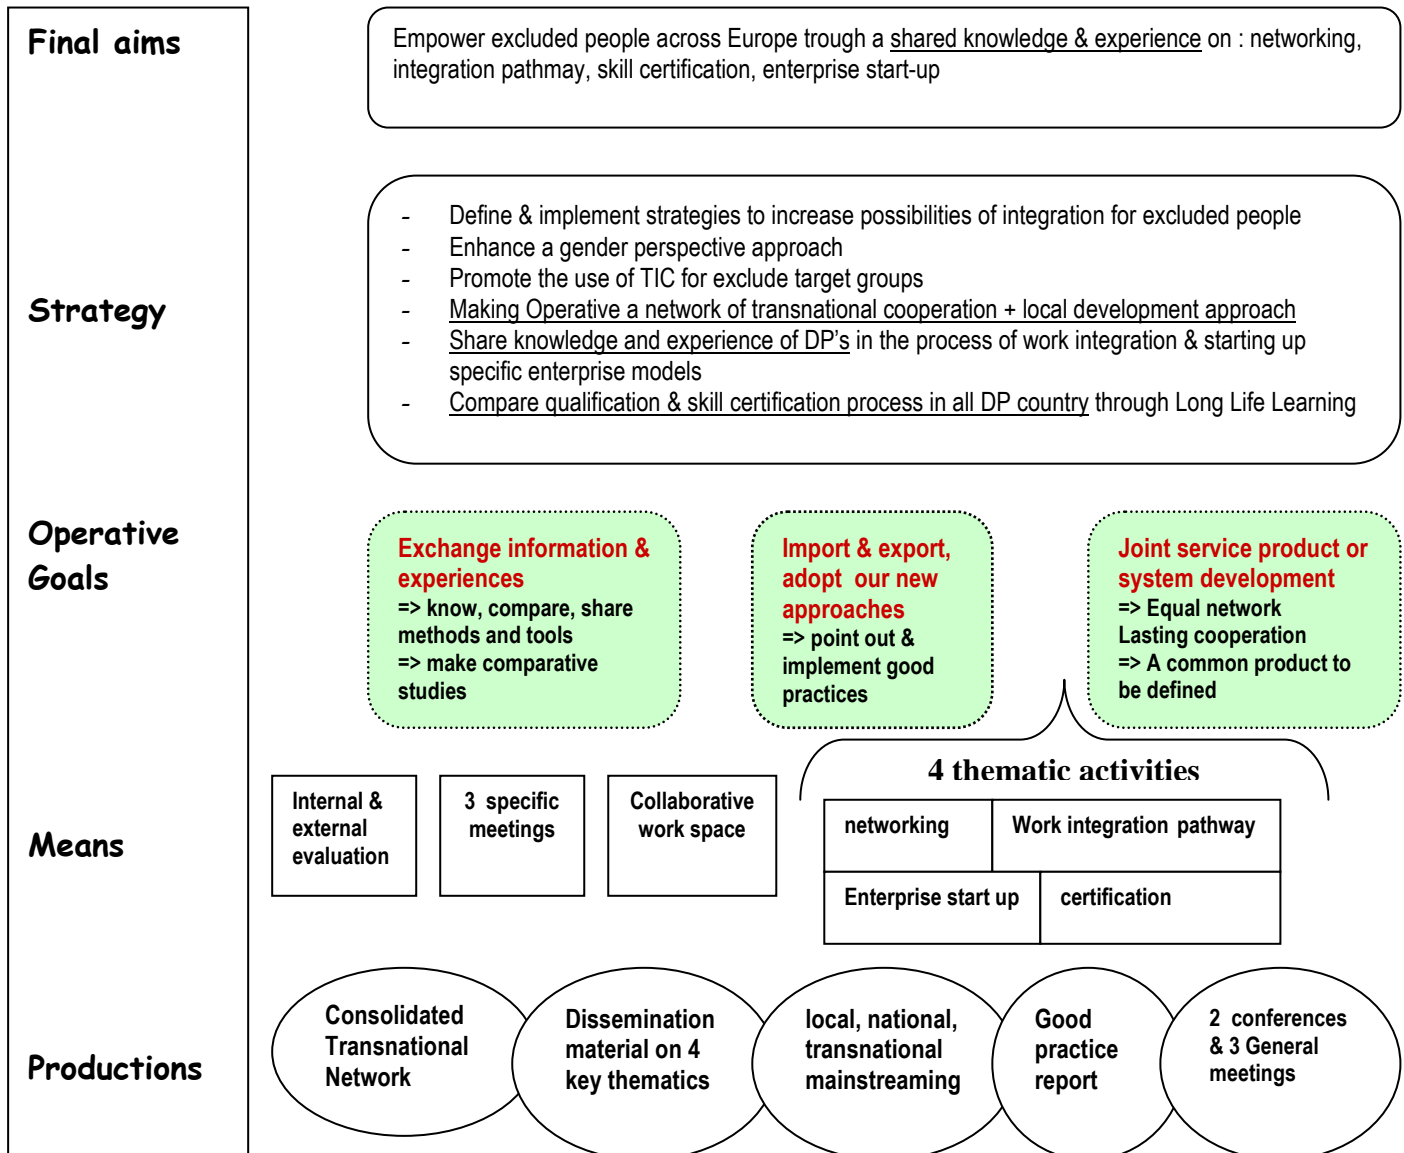 Final aims
Empower excluded people across Europe trough a shared knowledge & experience on : networking,
integration pathmay, skill certification, enterprise start-up
Strategy
- Define & implement strategies to increase possibilities of integration for excluded people
- Enhance a gender perspective approach
- Promote the use of TIC for exclude target groups
- Making Operative a network of transnational cooperation + local development approach
- Share knowledge and experience of DP's in the process of work integration & starting up
specific enterprise models
- Compare qualification & skill certification process in all DP country through Long Life Learning
Operative
Goals
Exchange information &
experiences
=> know, compare, share
methods and tools
=> make comparative
studies
Import & export,
adopt our new
approaches
=> point out &
implement good
practices
Joint service product or
system development
=> Equal network
Lasting cooperation
=> A common product to
be defined
Means
Internal &
external
evaluation
3 specific
meetings
Collaborative
work space
4 thematic activities
networking
Work integration pathway
Enterprise start up
certification
Productions
Consolidated
Transnational
Network
Dissemination
material on 4
key thematics
local, national,
transnational
mainstreaming
Good
practice
report
2 conferences
& 3 General
meetings